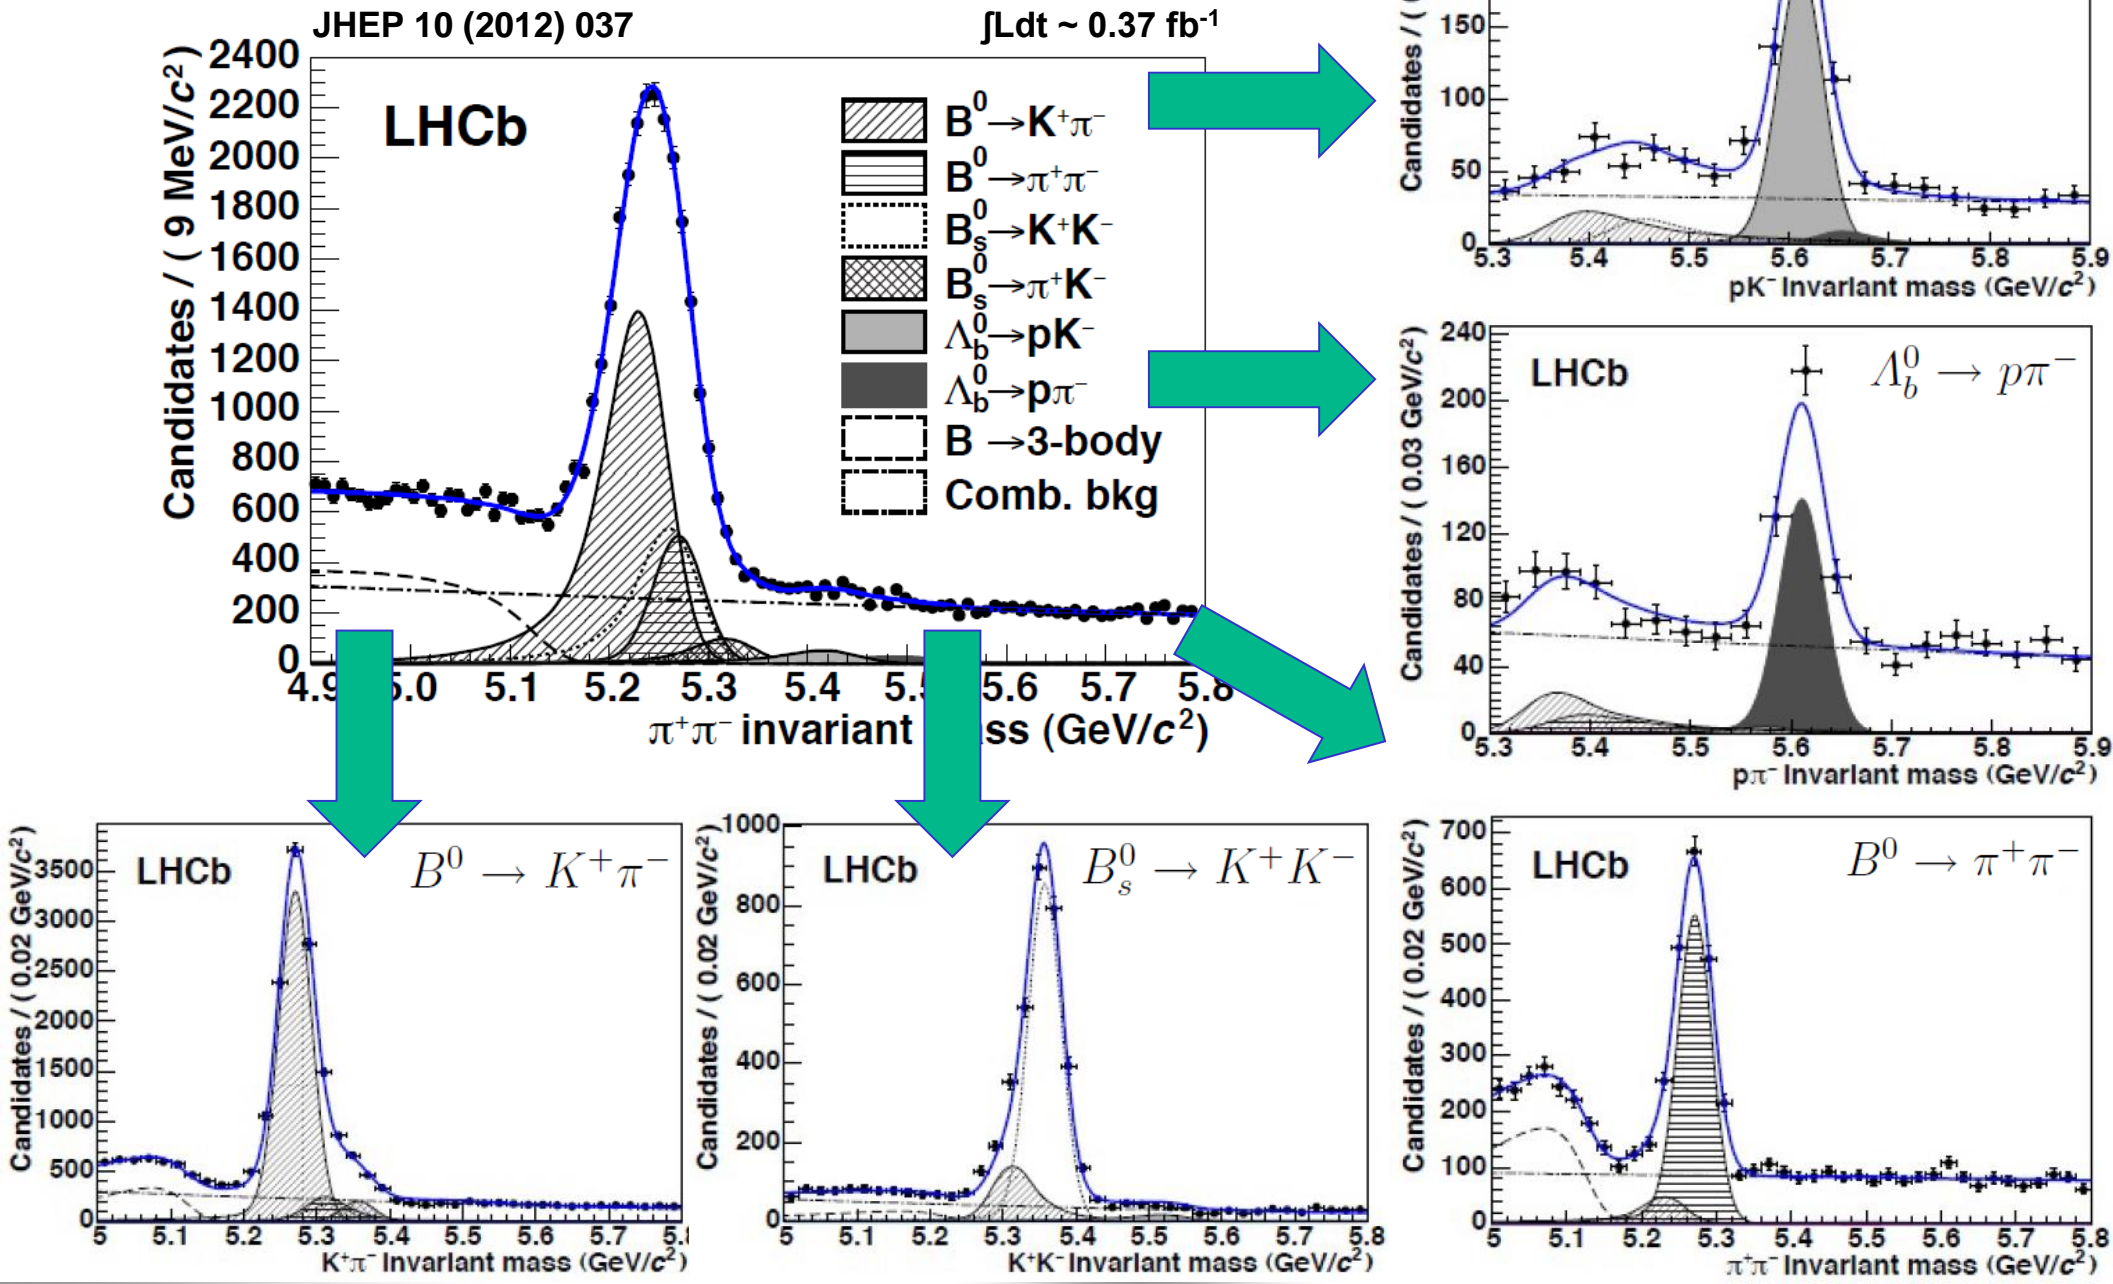 JHEP 10 (2012) 037
∫Ldt ~ 0.37 fb⁻¹
Candidates / ( 9 MeV/c²)
2400
2200
2000
1800
1600
1400
1200
1000
800
600
400
200
0
LHCb
B⁰→K⁺π⁻
B⁰→π⁺π⁻
B⁰ₛ→K⁺K⁻
B⁰ₛ→π⁺K⁻
Λ⁰b→pK⁻
Λ⁰b→pπ⁻
B →3-body
Comb. bkg
4.9 5.0 5.1 5.2 5.3 5.4 5.6 5.7 5.8
π⁺π⁻ invariant ss (GeV/c²)
Candidates / (
150
100
50
0
5.3 5.4 5.5 5.6 5.7 5.8 5.9
pK⁻ Invariant mass (GeV/c²)
Candidates / ( 0.03 GeV/c²)
240
200
160
120
80
40
0
LHCb
Λ⁰b → pπ⁻
5.3 5.4 5.5 5.6 5.7 5.8 5.9
pπ⁻ Invariant mass (GeV/c²)
Candidates / ( 0.02 GeV/c²)
3500
3000
2500
2000
1500
1000
500
0
LHCb
B⁰ → K⁺π⁻
5 5.1 5.2 5.3 5.4 5.5 5.6 5.7 5.8
K⁺π⁻ Invariant mass (GeV/c²)
Candidates / ( 0.02 GeV/c²)
1000
800
600
400
200
0
LHCb
B⁰ₛ → K⁺K⁻
5 5.1 5.2 5.3 5.4 5.5 5.6 5.7 5.8
K⁺K⁻ Invariant mass (GeV/c²)
Candidates / ( 0.02 GeV/c²)
700
600
500
400
300
200
100
0
LHCb
B⁰ → π⁺π⁻
5 5.1 5.2 5.3 5.4 5.5 5.6 5.7 5.8
π⁺π⁻ Invariant mass (GeV/c²)